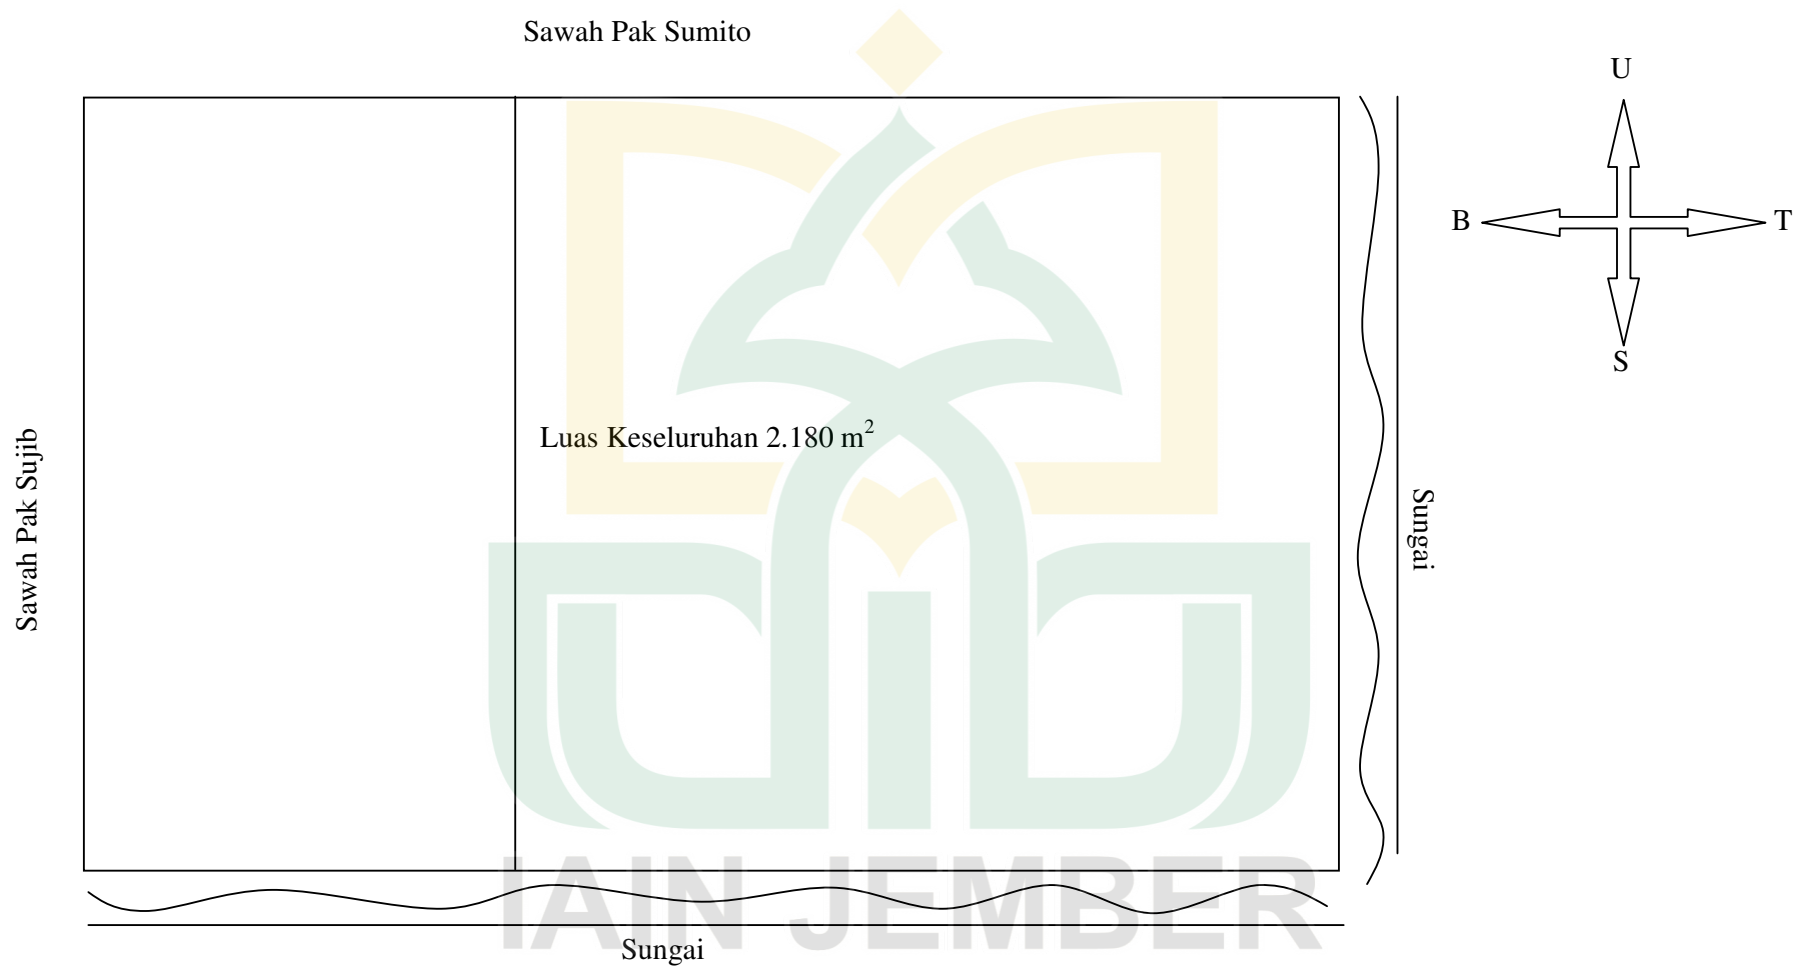 Sawah Pak Sumito
U
B
T
S
Luas Keseluruhan 2.180 m²
Sawah Pak Sujib
Sungai
IAIN JEMBER
Sungai